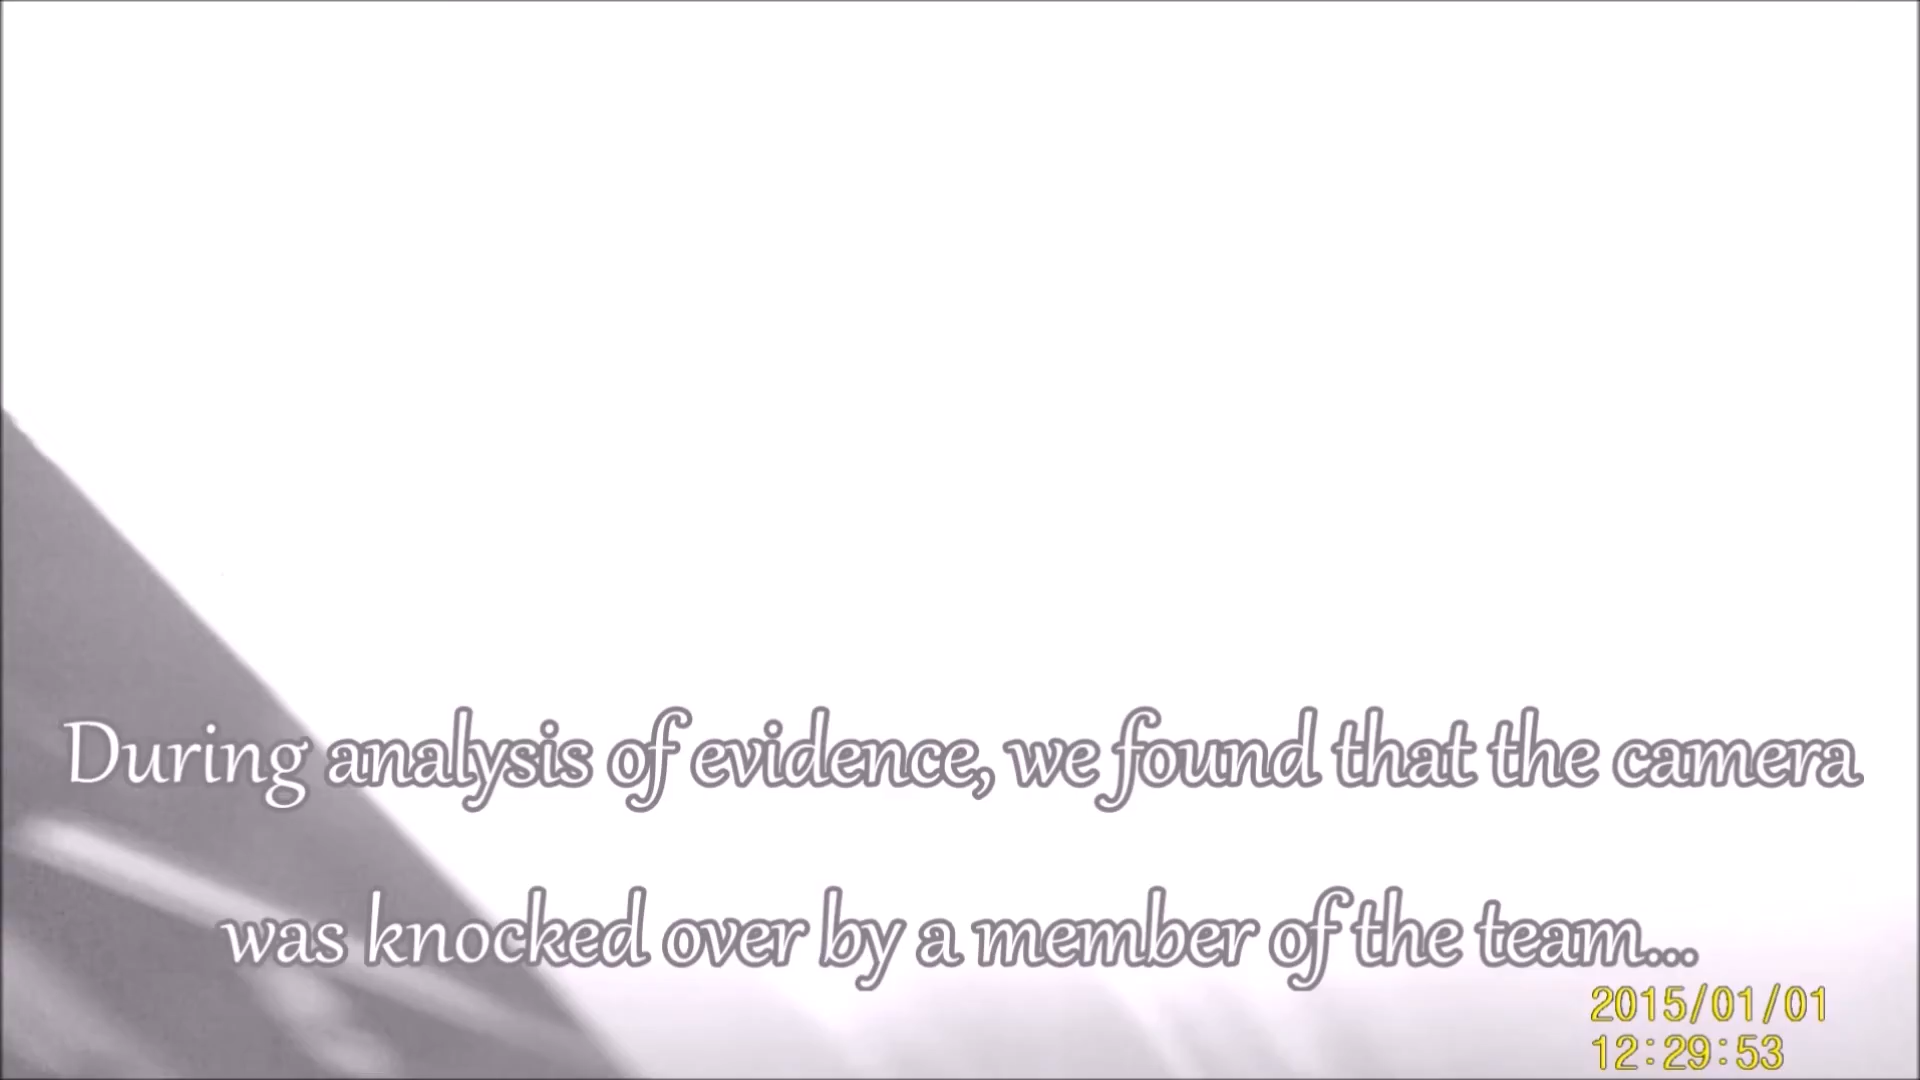 During analysis of evidence, we found that the camera
was knocked over by a member of the team...
2015/01/01
12:29:53